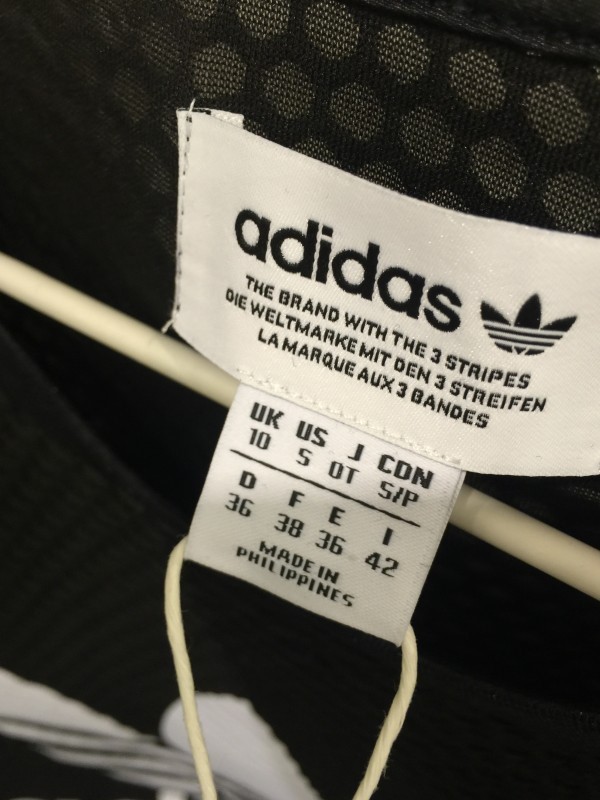 adidas
THE BRAND WITH THE 3 STRIPES
DIE WELTMARKE MIT DEN 3 STREIFEN
LA MARQUE AUX 3 BANDES
UK US J CDN
10 S OT S/P
D F E I
36 38 36 42
MADE IN
PHILIPPINES